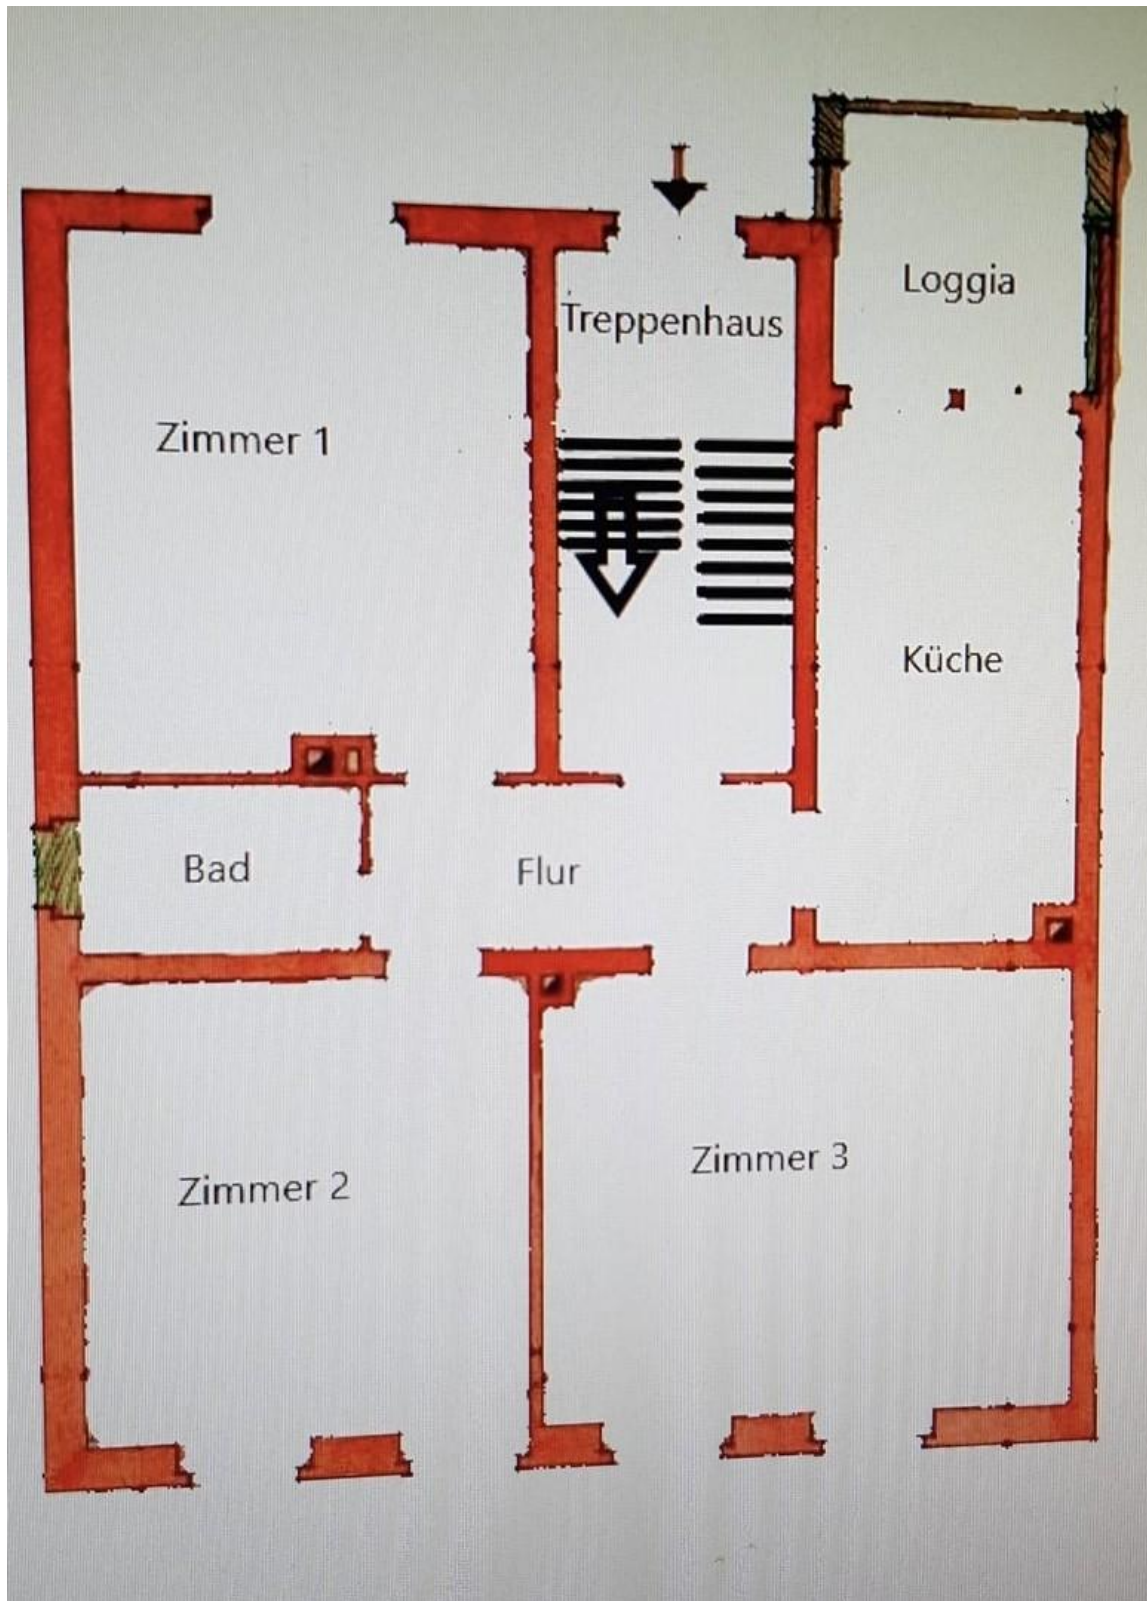 Loggia
Treppenhaus
Zimmer 1
Küche
Bad
Flur
Zimmer 3
Zimmer 2